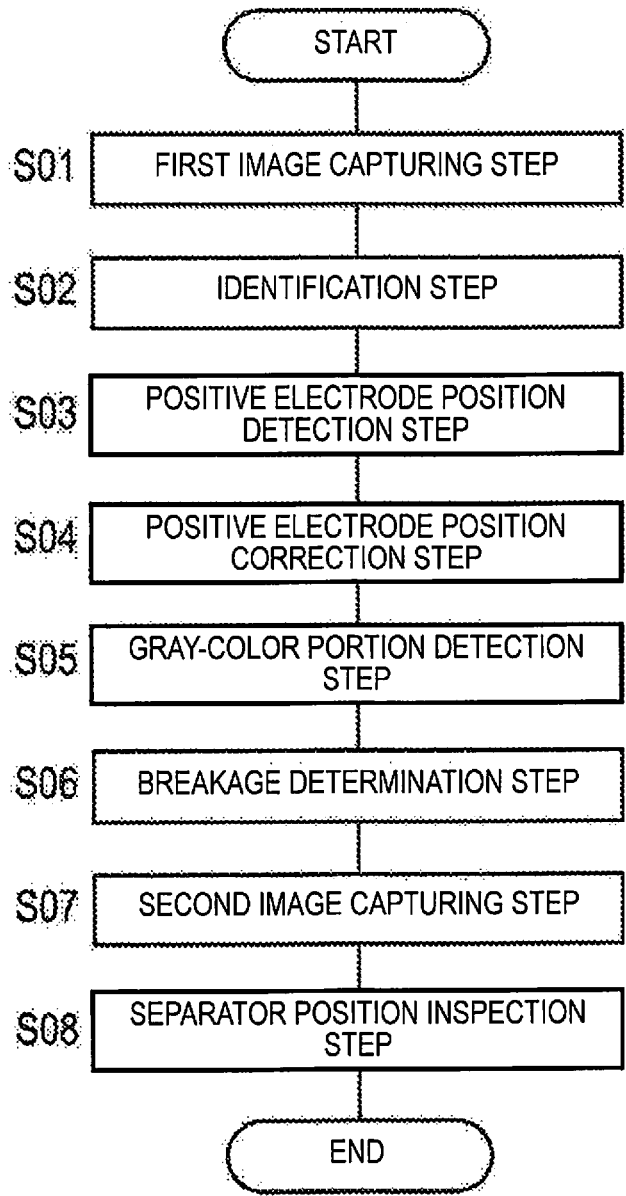 START
S01 FIRST IMAGE CAPTURING STEP
S02 IDENTIFICATION STEP
S03 POSITIVE ELECTRODE POSITION
DETECTION STEP
S04 POSITIVE ELECTRODE POSITION
CORRECTION STEP
S05 GRAY-COLOR PORTION DETECTION
STEP
S06 BREAKAGE DETERMINATION STEP
S07 SECOND IMAGE CAPTURING STEP
S08 SEPARATOR POSITION INSPECTION
STEP
END